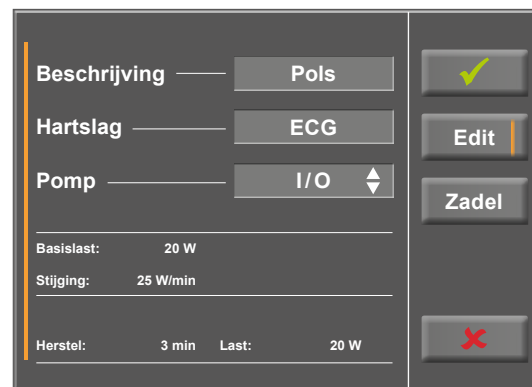 Beschrijving Pols
Hartslag ECG
Pomp I/O
Basislast: 20 W
Stijging: 25 W/min
Herstel: 3 min Last: 20 W
Edit
Zadel